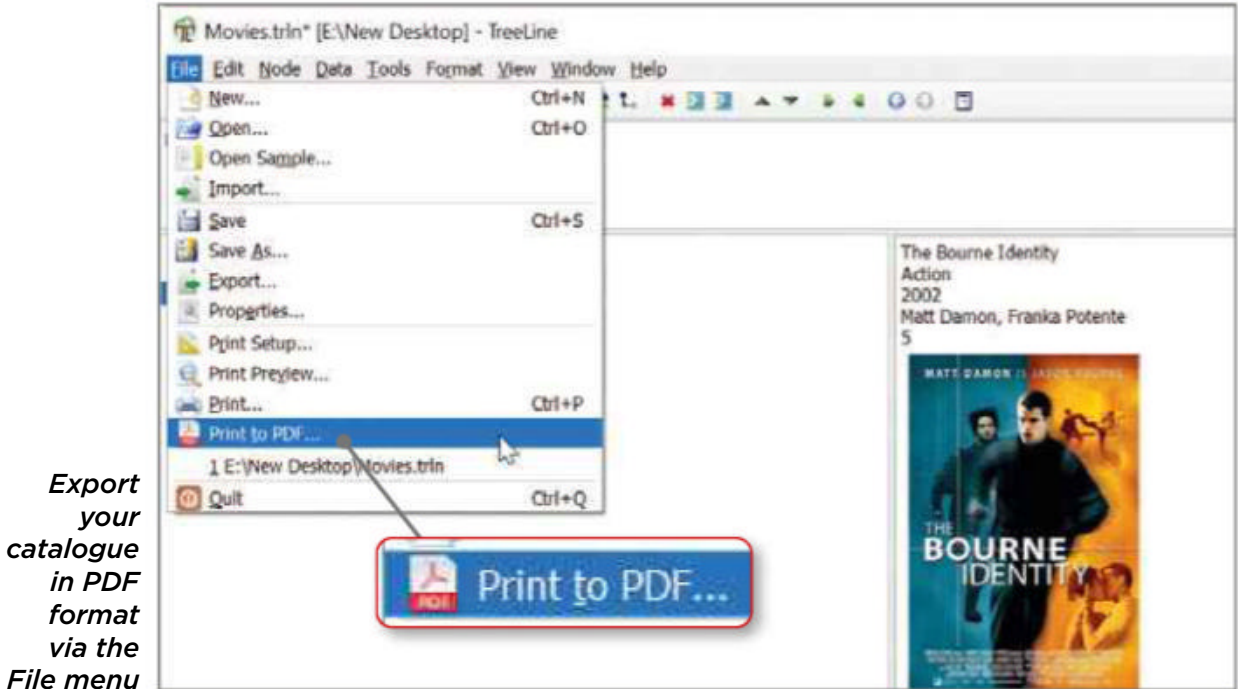 Movies.trln* [E:\New Desktop] - TreeLine
File Edit Node Data Tools Format View Window Help
New... Ctrl+N
Open... Ctrl+O
Open Sample...
Import...
Save Ctrl+S
Save As...
Export...
Properties...
Print Setup...
Print Preview...
Print... Ctrl+P
Print to PDF...
1 E:\New Desktop\Movies.trln
Quit Ctrl+Q
PDF Print to PDF...
The Bourne Identity
Action
2002
Matt Damon, Franka Potente
5
MATT DAMON IS JASON BOURNE
THE
BOURNE
IDENTITY
Export
your
catalogue
in PDF
format
via the
File menu